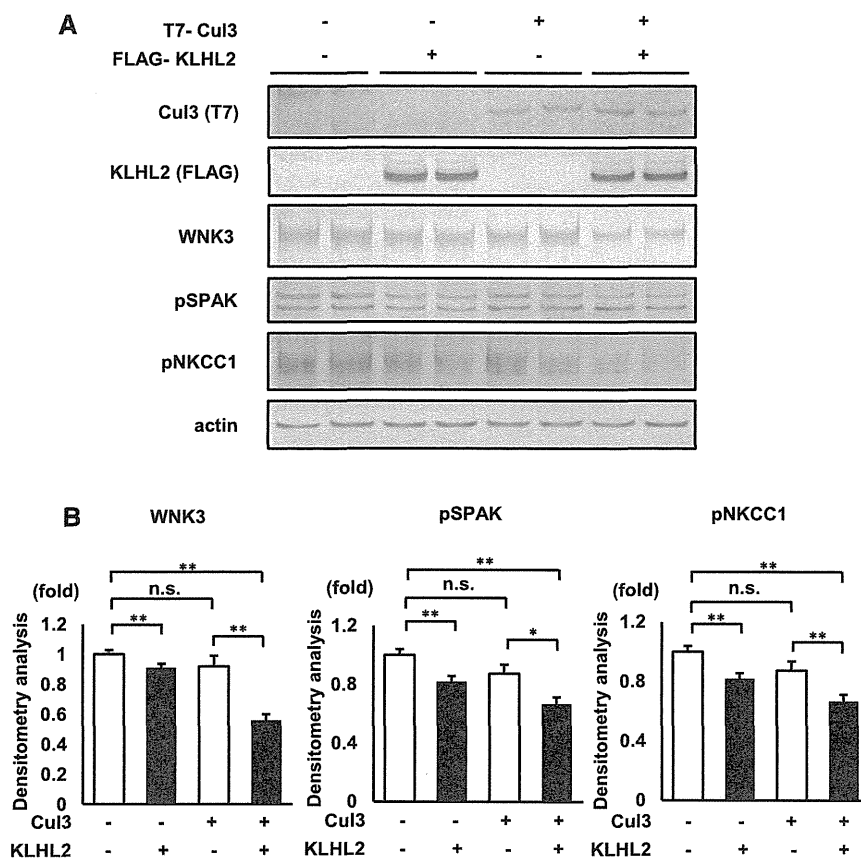 A
T7- Cul3 - - + +
FLAG- KLHL2 - + - +
Cul3 (T7)
KLHL2 (FLAG)
WNK3
pSPAK
pNKCC1
actin
B
WNK3 pSPAK pNKCC1
(fold)
Densitometry analysis
1.2
1
0.8
0.6
0.4
0.2
0
**
n.s.
** **
Cul3 - - + +
KLHL2 - + - +
(fold)
Densitometry analysis
1.2
0.8
0.4
0
**
n.s.
** *
- - + +
- + - +
(fold)
Densitometry analysis
1.2
0.8
0.4
0
**
n.s.
** **
Cul3 - - + +
KLHL2 - + - +